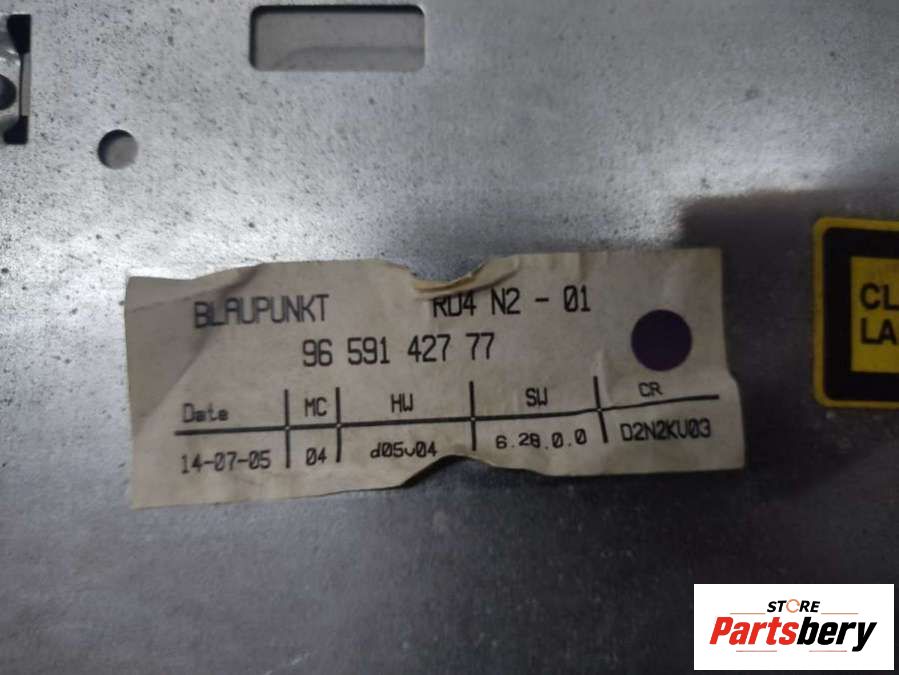 BLAUPUNKT RD4 N2 - 01
96 591 427 77
Date MC HW SW CR
14-07-05 04 d05v04 6.28.0.0 D2N2KV03
CL
LA
STORE
Partsbery